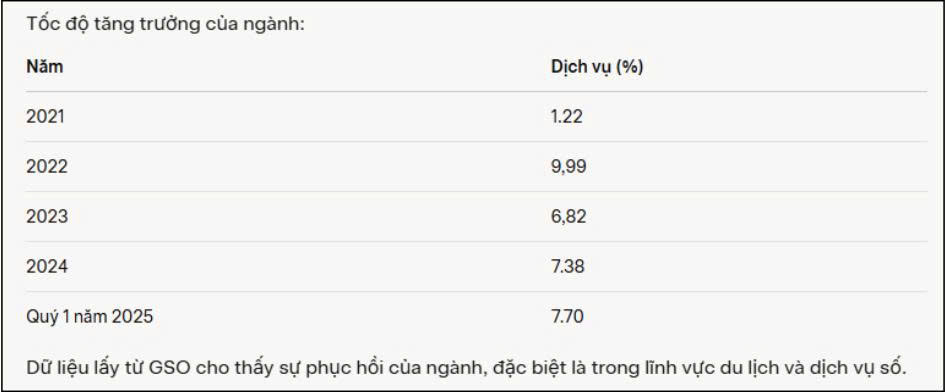 Tốc độ tăng trưởng của ngành:
Năm Dịch vụ (%)
2021 1.22
2022 9,99
2023 6,82
2024 7.38
Quý 1 năm 2025 7.70
Dữ liệu lấy từ GSO cho thấy sự phục hồi của ngành, đặc biệt là trong lĩnh vực du lịch và dịch vụ số.